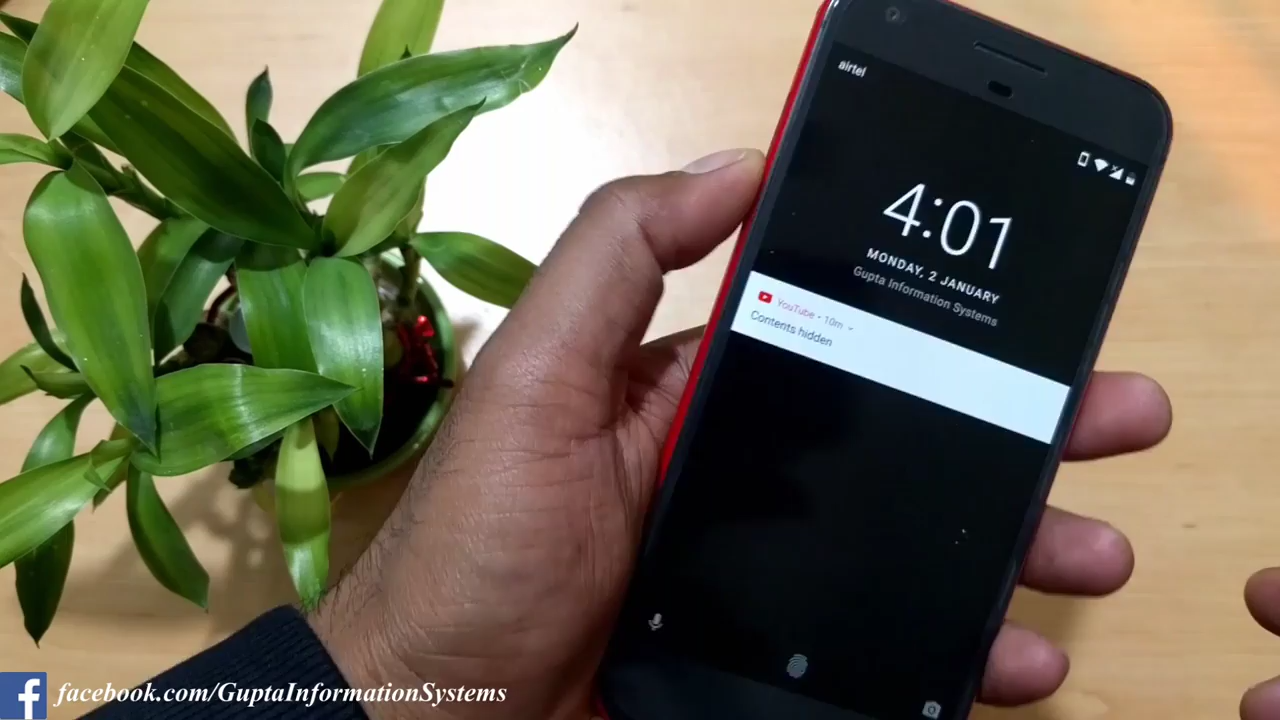 airtel
4:01
MONDAY, 2 JANUARY
Gupta Information Systems
YouTube • 10m
Contents hidden
facebook.com/GuptaInformationSystems